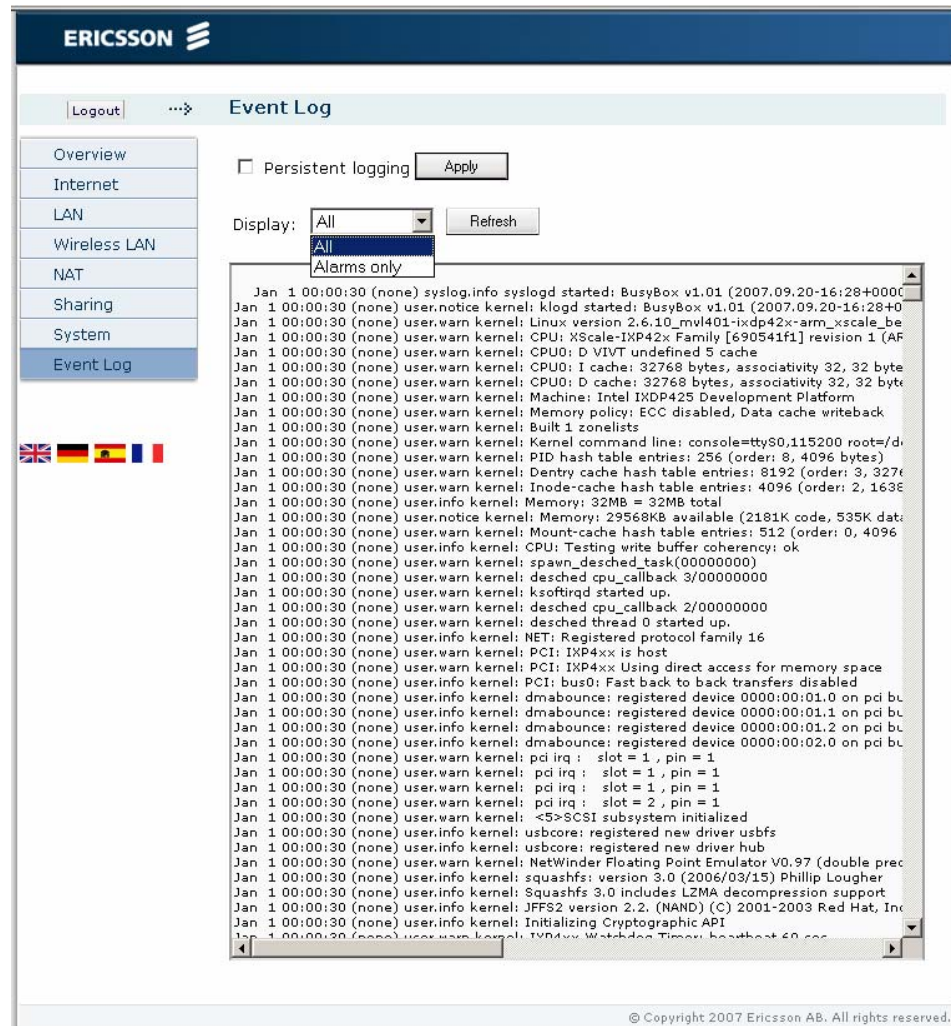 ERICSSON
Logout
Event Log
Overview
Internet
LAN
Wireless LAN
NAT
Sharing
System
Event Log
Persistent logging Apply
Display: All Refresh
All
Alarms only
Jan 1 00:00:30 (none) syslog.info syslogd started: BusyBox v1.01 (2007.09.20-16:28+0000
Jan 1 00:00:30 (none) user.notice kernel: klogd started: BusyBox v1.01 (2007.09.20-16:28+0
Jan 1 00:00:30 (none) user.warn kernel: Linux version 2.6.10_mvl401-ixdp42x-arm_xscale_be
Jan 1 00:00:30 (none) user.warn kernel: CPU: XScale-IXP42x Family [690541f1] revision 1 (AR
Jan 1 00:00:30 (none) user.warn kernel: CPU0: D VIVT undefined 5 cache
Jan 1 00:00:30 (none) user.warn kernel: CPU0: I cache: 32768 bytes, associativity 32, 32 byte
Jan 1 00:00:30 (none) user.warn kernel: CPU0: D cache: 32768 bytes, associativity 32, 32 byte
Jan 1 00:00:30 (none) user.warn kernel: Machine: Intel IXDP425 Development Platform
Jan 1 00:00:30 (none) user.warn kernel: Memory policy: ECC disabled, Data cache writeback
Jan 1 00:00:30 (none) user.warn kernel: Built 1 zonelists
Jan 1 00:00:30 (none) user.warn kernel: Kernel command line: console=ttyS0,115200 root=/de
Jan 1 00:00:30 (none) user.warn kernel: PID hash table entries: 256 (order: 8, 4096 bytes)
Jan 1 00:00:30 (none) user.warn kernel: Dentry cache hash table entries: 8192 (order: 3, 3276
Jan 1 00:00:30 (none) user.warn kernel: Inode-cache hash table entries: 4096 (order: 2, 1638
Jan 1 00:00:30 (none) user.info kernel: Memory: 32MB = 32MB total
Jan 1 00:00:30 (none) user.notice kernel: Memory: 29568KB available (2181K code, 535K data
Jan 1 00:00:30 (none) user.warn kernel: Mount-cache hash table entries: 512 (order: 0, 4096
Jan 1 00:00:30 (none) user.info kernel: CPU: Testing write buffer coherency: ok
Jan 1 00:00:30 (none) user.warn kernel: spawn_desched_task(00000000)
Jan 1 00:00:30 (none) user.warn kernel: desched cpu_callback 3/00000000
Jan 1 00:00:30 (none) user.warn kernel: ksoftirqd started up.
Jan 1 00:00:30 (none) user.warn kernel: desched cpu_callback 2/00000000
Jan 1 00:00:30 (none) user.warn kernel: desched thread 0 started up.
Jan 1 00:00:30 (none) user.info kernel: NET: Registered protocol family 16
Jan 1 00:00:30 (none) user.warn kernel: PCI: IXP4xx is host
Jan 1 00:00:30 (none) user.warn kernel: PCI: IXP4xx Using direct access for memory space
Jan 1 00:00:30 (none) user.info kernel: PCI: bus0: Fast back to back transfers disabled
Jan 1 00:00:30 (none) user.info kernel: dmabounce: registered device 0000:00:01.0 on pci bu
Jan 1 00:00:30 (none) user.info kernel: dmabounce: registered device 0000:00:01.1 on pci bu
Jan 1 00:00:30 (none) user.info kernel: dmabounce: registered device 0000:00:01.2 on pci bu
Jan 1 00:00:30 (none) user.info kernel: dmabounce: registered device 0000:00:02.0 on pci bu
Jan 1 00:00:30 (none) user.warn kernel: pci irq : slot = 1 , pin = 1
Jan 1 00:00:30 (none) user.warn kernel: pci irq : slot = 1 , pin = 1
Jan 1 00:00:30 (none) user.warn kernel: pci irq : slot = 1 , pin = 1
Jan 1 00:00:30 (none) user.warn kernel: pci irq : slot = 2 , pin = 1
Jan 1 00:00:30 (none) user.warn kernel: <5>SCSI subsystem initialized
Jan 1 00:00:30 (none) user.info kernel: usbcore: registered new driver usbfs
Jan 1 00:00:30 (none) user.info kernel: usbcore: registered new driver hub
Jan 1 00:00:30 (none) user.warn kernel: NetWinder Floating Point Emulator V0.97 (double prec
Jan 1 00:00:30 (none) user.info kernel: squashfs: version 3.0 (2006/03/15) Phillip Lougher
Jan 1 00:00:30 (none) user.info kernel: Squashfs 3.0 includes LZMA decompression support
Jan 1 00:00:30 (none) user.info kernel: JFFS2 version 2.2. (NAND) (C) 2001-2003 Red Hat, Inc
Jan 1 00:00:30 (none) user.info kernel: Initializing Cryptographic API
Jan 1 00:00:30 (none) user.warn kernel: IXP4xx Watchdog Timer: heartbeat 60 sec
© Copyright 2007 Ericsson AB. All rights reserved.